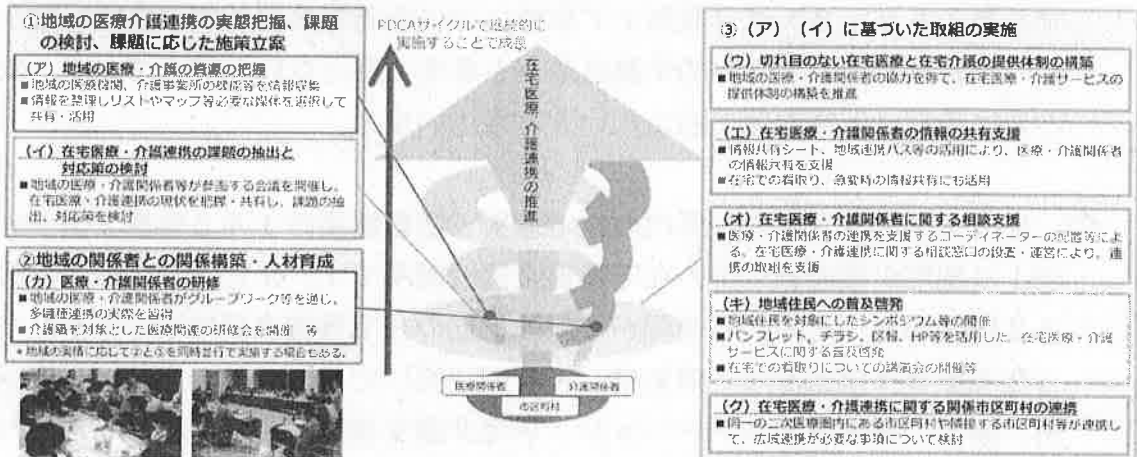 ①地域の医療介護連携の実態把握、課題
の検討、課題に応じた施策立案
（ア）地域の医療・介護の資源の把握
■地域の医療機関、介護事業所の機能等を情報収集
■情報を整理しリストやマップ等必要な媒体を選択して
共有・活用
（イ）在宅医療・介護連携の課題の抽出と
対応策の検討
■地域の医療・介護関係者等が参画する会議を開催し、
在宅医療・介護連携の現状を把握・共有し、課題の抽
出、対応策を検討
②地域の関係者との関係構築・人材育成
（カ）医療・介護関係者の研修
■地域の医療・介護関係者がグループワーク等を通じ、
多職種連携の実際を習得
■介護職を対象とした医療関連の研修会を開催　等
＊地域の実情に応じて②と③を同時並行で実施する場合もある。
PDCAサイクルで継続的に
実施することで成長
在宅医療・介護連携の推進
医療関係者
介護関係者
市区町村
③（ア）（イ）に基づいた取組の実施
（ウ）切れ目のない在宅医療と在宅介護の提供体制の構築
■地域の医療・介護関係者の協力を得て、在宅医療・介護サービスの
提供体制の構築を推進
（エ）在宅医療・介護関係者の情報の共有支援
■情報共有シート、地域連携パス等の活用により、医療・介護関係者
の情報共有を支援
■在宅での看取り、急変時の情報共有にも活用
（オ）在宅医療・介護関係者に関する相談支援
■医療・介護関係者の連携を支援するコーディネーターの配置等によ
る、在宅医療・介護連携に関する相談窓口の設置・運営により、連
携の取組を支援
（キ）地域住民への普及啓発
■地域住民を対象にしたシンポジウム等の開催
■パンフレット、チラシ、区報、HP等を活用した、在宅医療・介護
サービスに関する普及啓発
■在宅での看取りについての講演会の開催等
（ク）在宅医療・介護連携に関する関係市区町村の連携
■同一の二次医療圏内にある市区町村や隣接する市区町村等が連携し
て、広域連携が必要な事項について検討